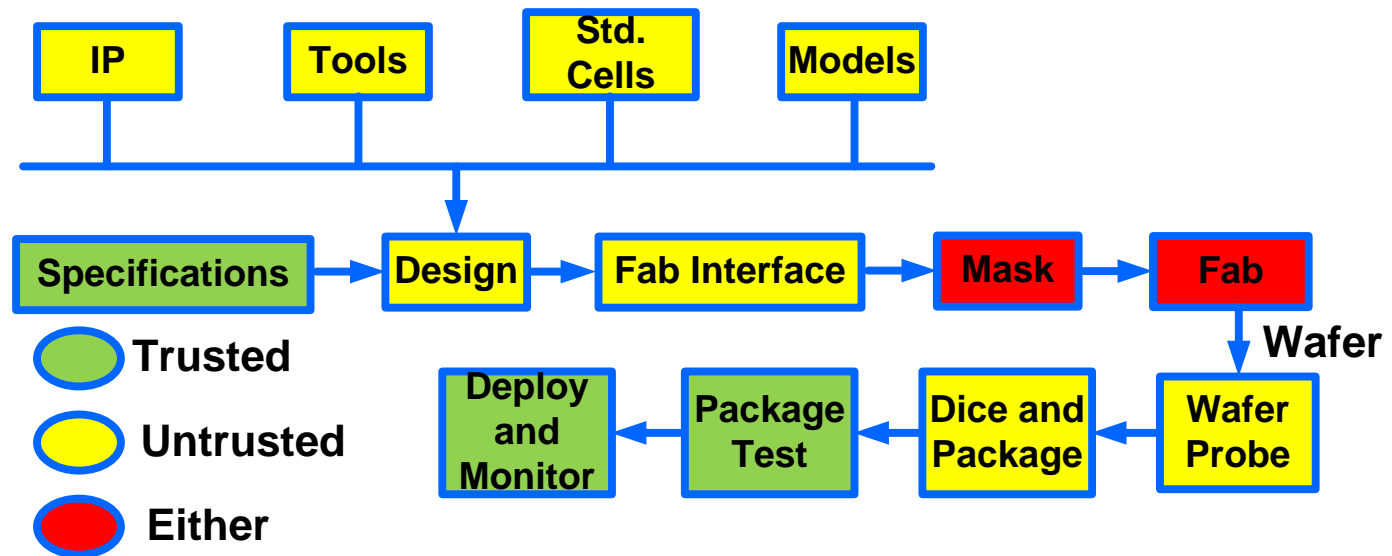 IP
Tools
Std.
Cells
Models
Specifications
Design
Fab Interface
Mask
Fab
Wafer
Trusted
Untrusted
Either
Deploy
and
Monitor
Package
Test
Dice and
Package
Wafer
Probe